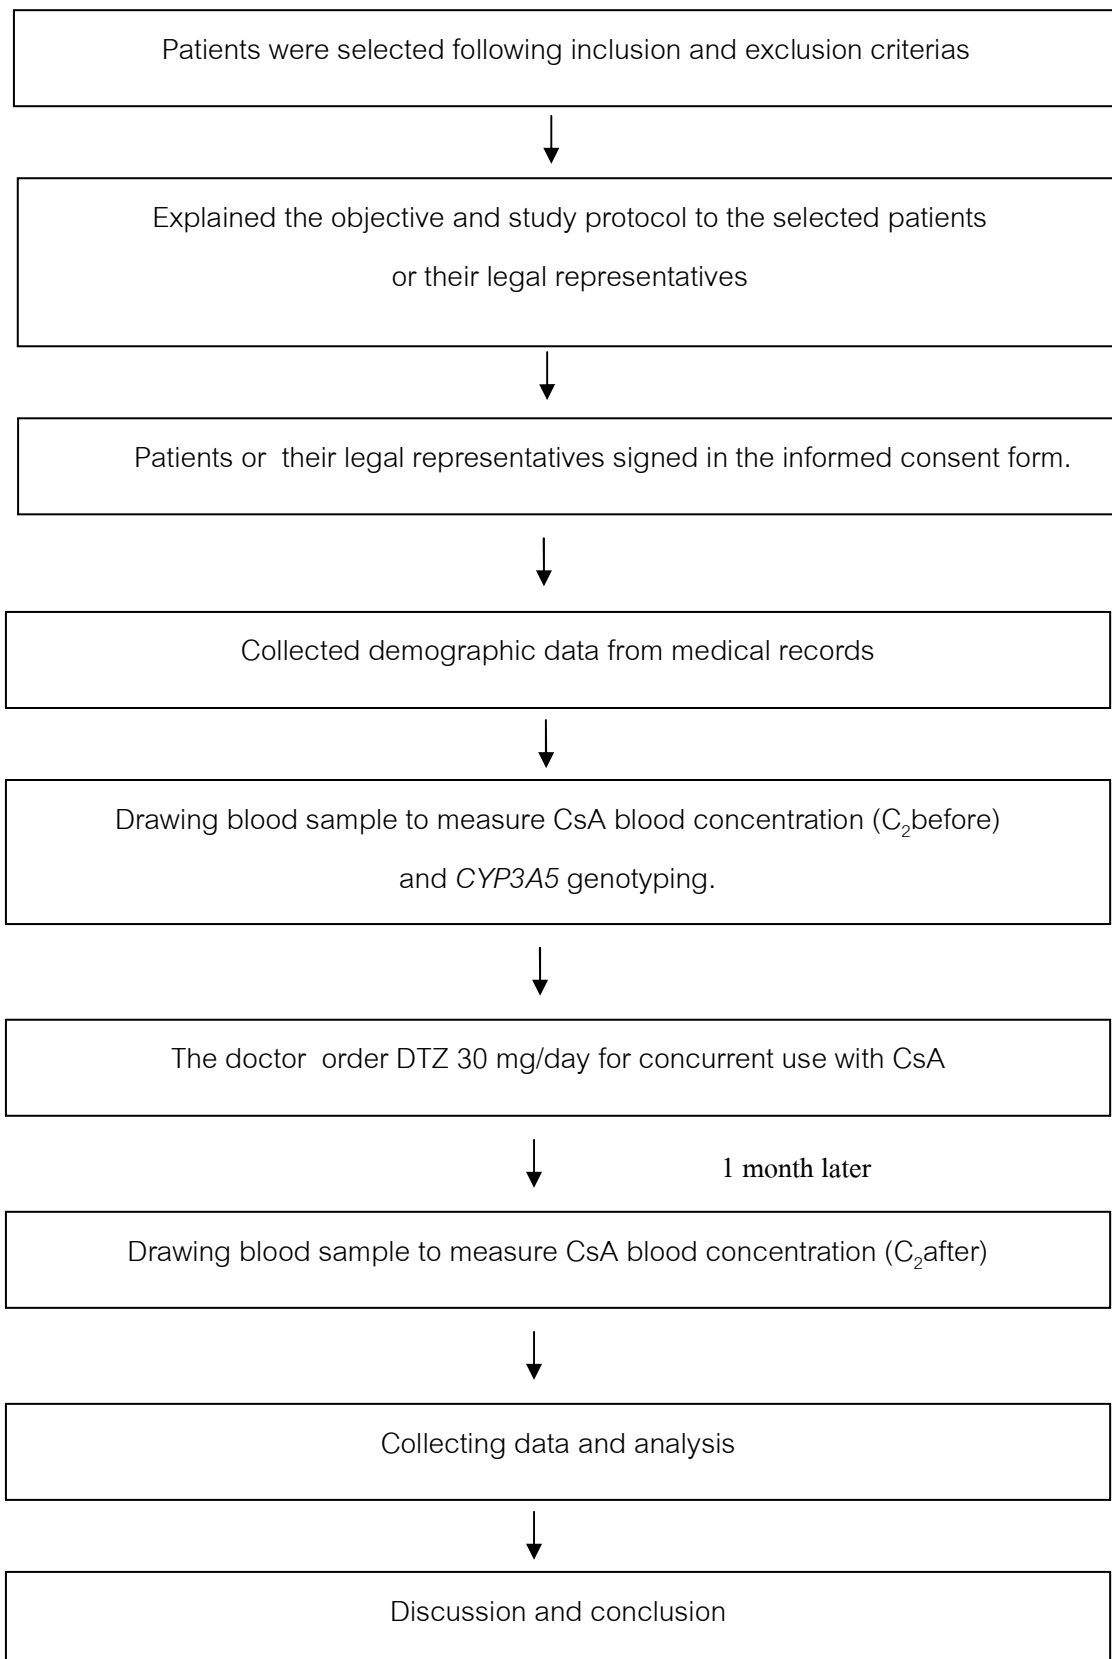 Patients were selected following inclusion and exclusion criterias
Explained the objective and study protocol to the selected patients
or their legal representatives
Patients or  their legal representatives signed in the informed consent form.
Collected demographic data from medical records
Drawing blood sample to measure CsA blood concentration (C₂before)
and CYP3A5 genotyping.
The doctor  order DTZ 30 mg/day for concurrent use with CsA
1 month later
Drawing blood sample to measure CsA blood concentration (C₂after)
Collecting data and analysis
Discussion and conclusion